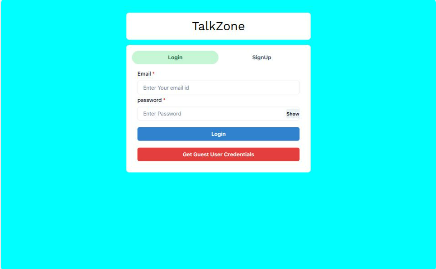 TalkZone
Login SignUp
Email *
Enter Your email id
password *
Enter Password Show
Login
Get Guest User Credentials